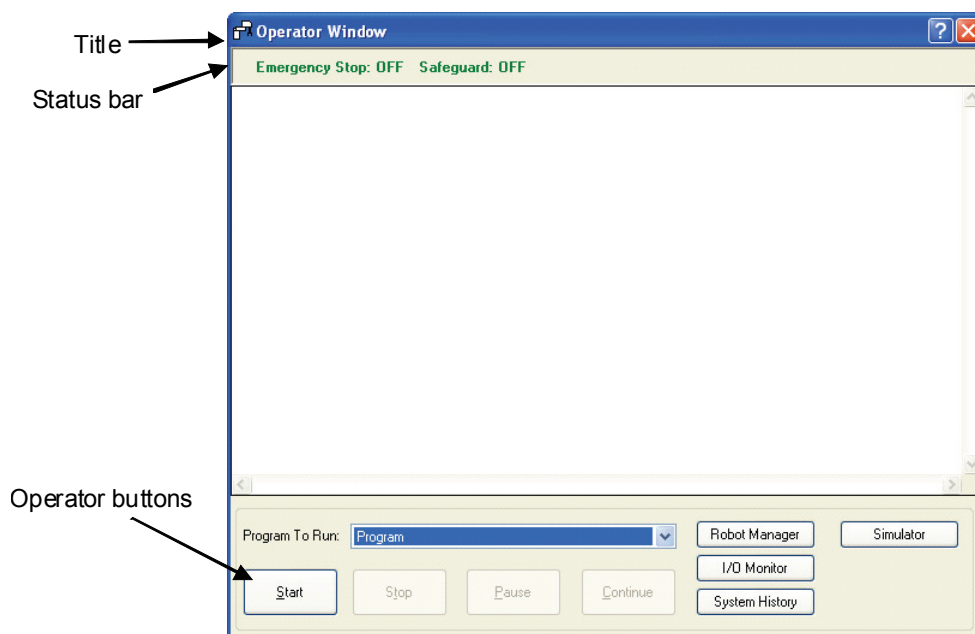 Title
Operator Window
Status bar
Emergency Stop: OFF Safeguard: OFF
Operator buttons
Program To Run: Program
Robot Manager
Simulator
I/O Monitor
Start
Stop
Pause
Continue
System History